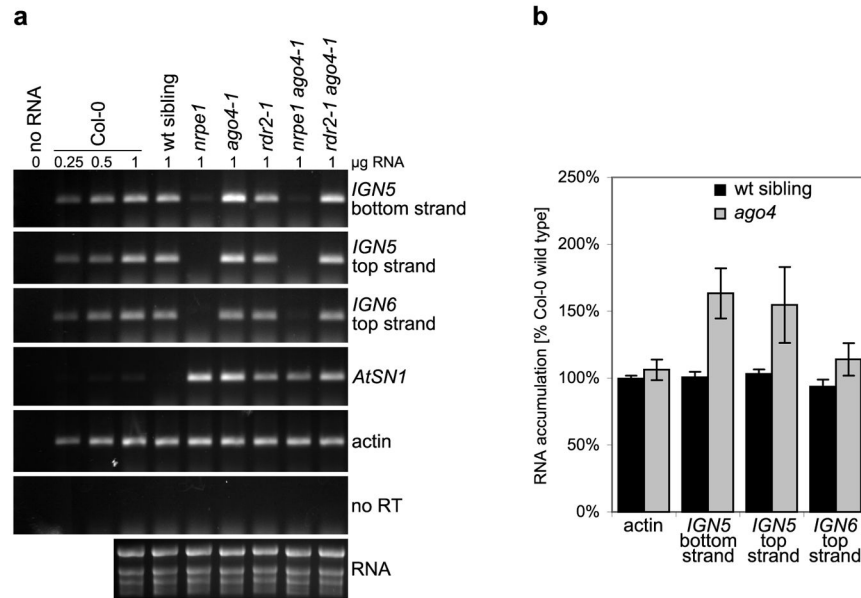 a
no RNA
Col-0
wt sibling
nrpe1
ago4-1
rdr2-1
nrpe1 ago4-1
rdr2-1 ago4-1
0 0.25 0.5 1 1 1 1 1 1 1 µg RNA
IGN5
bottom strand
IGN5
top strand
IGN6
top strand
AtSN1
actin
no RT
RNA
b
RNA accumulation [% Col-0 wild type]
250%
200%
150%
100%
50%
0%
wt sibling
ago4
actin
IGN5
bottom
strand
IGN5
top
strand
IGN6
top
strand